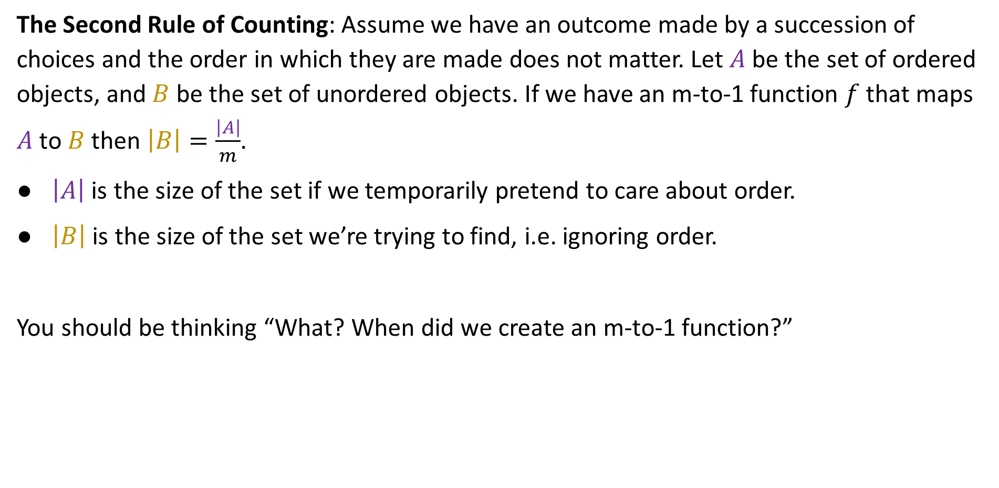 The Second Rule of Counting: Assume we have an outcome made by a succession of
choices and the order in which they are made does not matter. Let A be the set of ordered
objects, and B be the set of unordered objects. If we have an m-to-1 function f that maps
A to B then |B| = |A|/m.
● |A| is the size of the set if we temporarily pretend to care about order.
● |B| is the size of the set we’re trying to find, i.e. ignoring order.
You should be thinking “What? When did we create an m-to-1 function?”